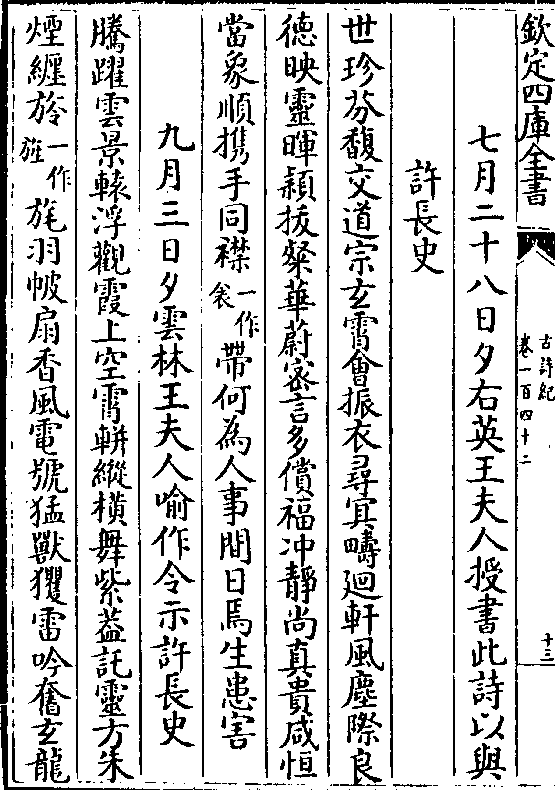 欽定四庫全書
古詩紀
卷一百四十二
十三
七月二十八日夕右英王夫人授書此詩以與
許長史
世珍芬馥交道宗玄霄會振衣尋冥疇廻軒風塵際良
德映靈暉穎拔粲華蔚密言多償福冲靜尚真貴咸恒
當象順携手同襟一作衾帶何為人事間日焉生患害
九月三日夕雲林王夫人喻作令示許長史
騰躍雲景轅浮觀霞上空霄軿縱橫舞紫葢託靈方朱
煙纏旍一作旌旄羽帔扇香風電號猛獸玃雷吟奮玄龍